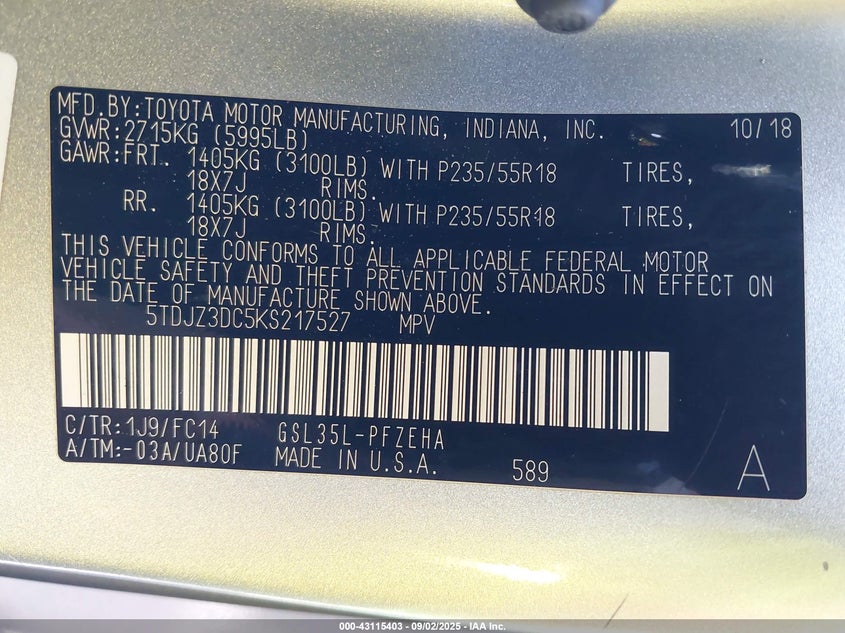 MFD.BY:TOYOTA MOTOR MANUFACTURING, INDIANA, INC. 10/18
GVWR:2715KG (5995LB)
GAWR:FRT. 1405KG (3100LB) WITH P235/55R18 TIRES,
18X7J RIMS.
RR. 1405KG (3100LB) WITH P235/55R18 TIRES,
18X7J RIMS.
THIS VEHICLE CONFORMS TO ALL APPLICABLE FEDERAL MOTOR
VEHICLE SAFETY AND THEFT PREVENTION STANDARDS IN EFFECT ON
THE DATE OF MANUFACTURE SHOWN ABOVE.
5TDJZ3DC5KS217527 MPV
C/TR:1J9/FC14 GSL35L-PFZEHA
A/TM:-03A/UA80F MADE IN U.S.A. 589 A
000-43115403 - 09/02/2025 - IAA Inc.